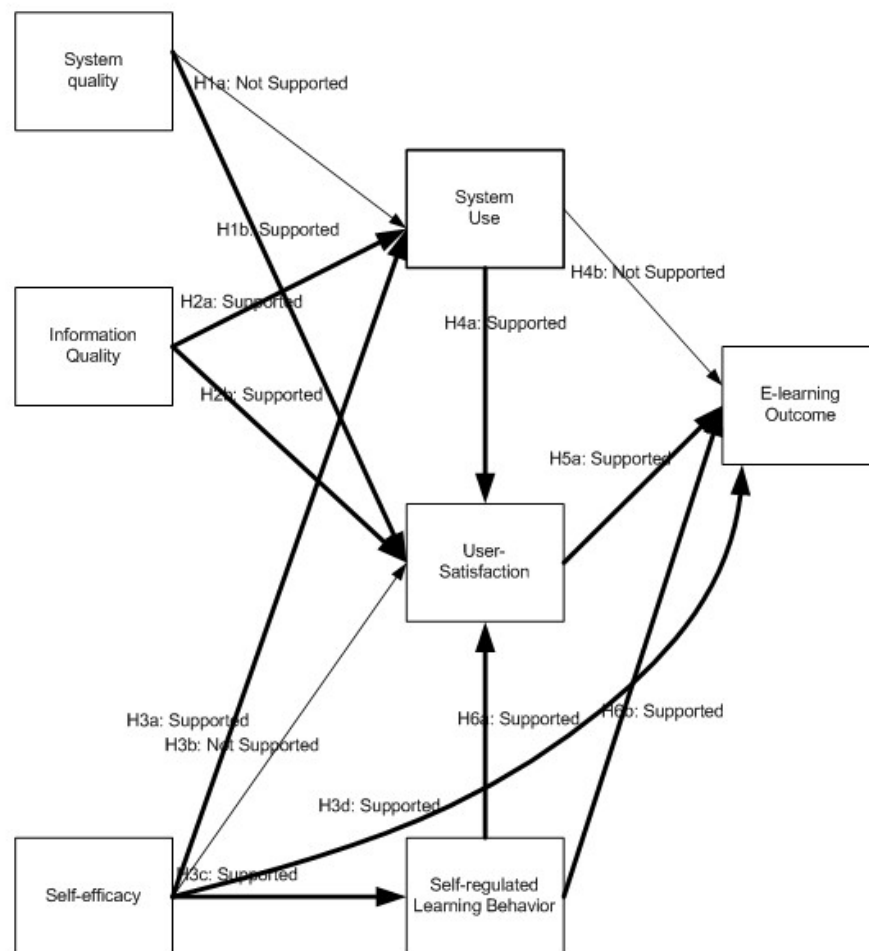 System
quality
H1a: Not Supported
System
Use
H1b: Supported
H4b: Not Supported
H2a: Supported
H4a: Supported
Information
Quality
H2b: Supported
E-learning
Outcome
H5a: Supported
User-
Satisfaction
H3a: Supported
H6b: Supported
H6a: Supported
H3b: Not Supported
H3d: Supported
H3c: Supported
Self-efficacy
Self-regulated
Learning Behavior